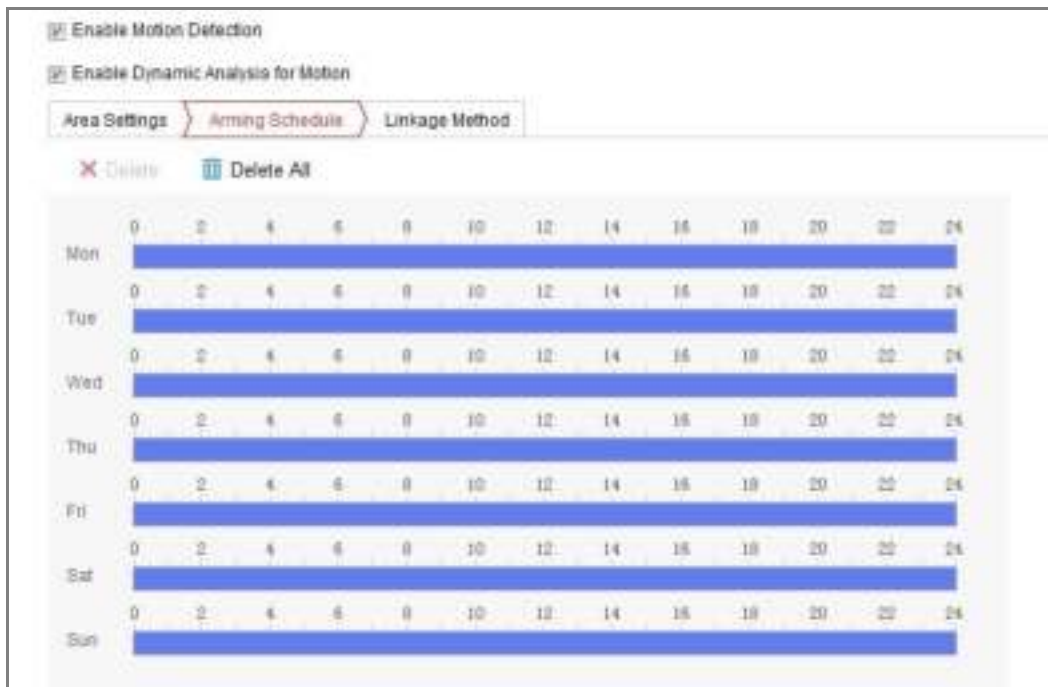 Enable Motion Detection
Enable Dynamic Analysis for Motion
Area Settings Arming Schedule Linkage Method
Delete Delete All
0 2 4 6 8 10 12 14 16 18 20 22 24
Mon
0 2 4 6 8 10 12 14 16 18 20 22 24
Tue
0 2 4 6 8 10 12 14 16 18 20 22 24
Wed
0 2 4 6 8 10 12 14 16 18 20 22 24
Thu
0 2 4 6 8 10 12 14 16 18 20 22 24
Fri
0 2 4 6 8 10 12 14 16 18 20 22 24
Sat
0 2 4 6 8 10 12 14 16 18 20 22 24
Sun